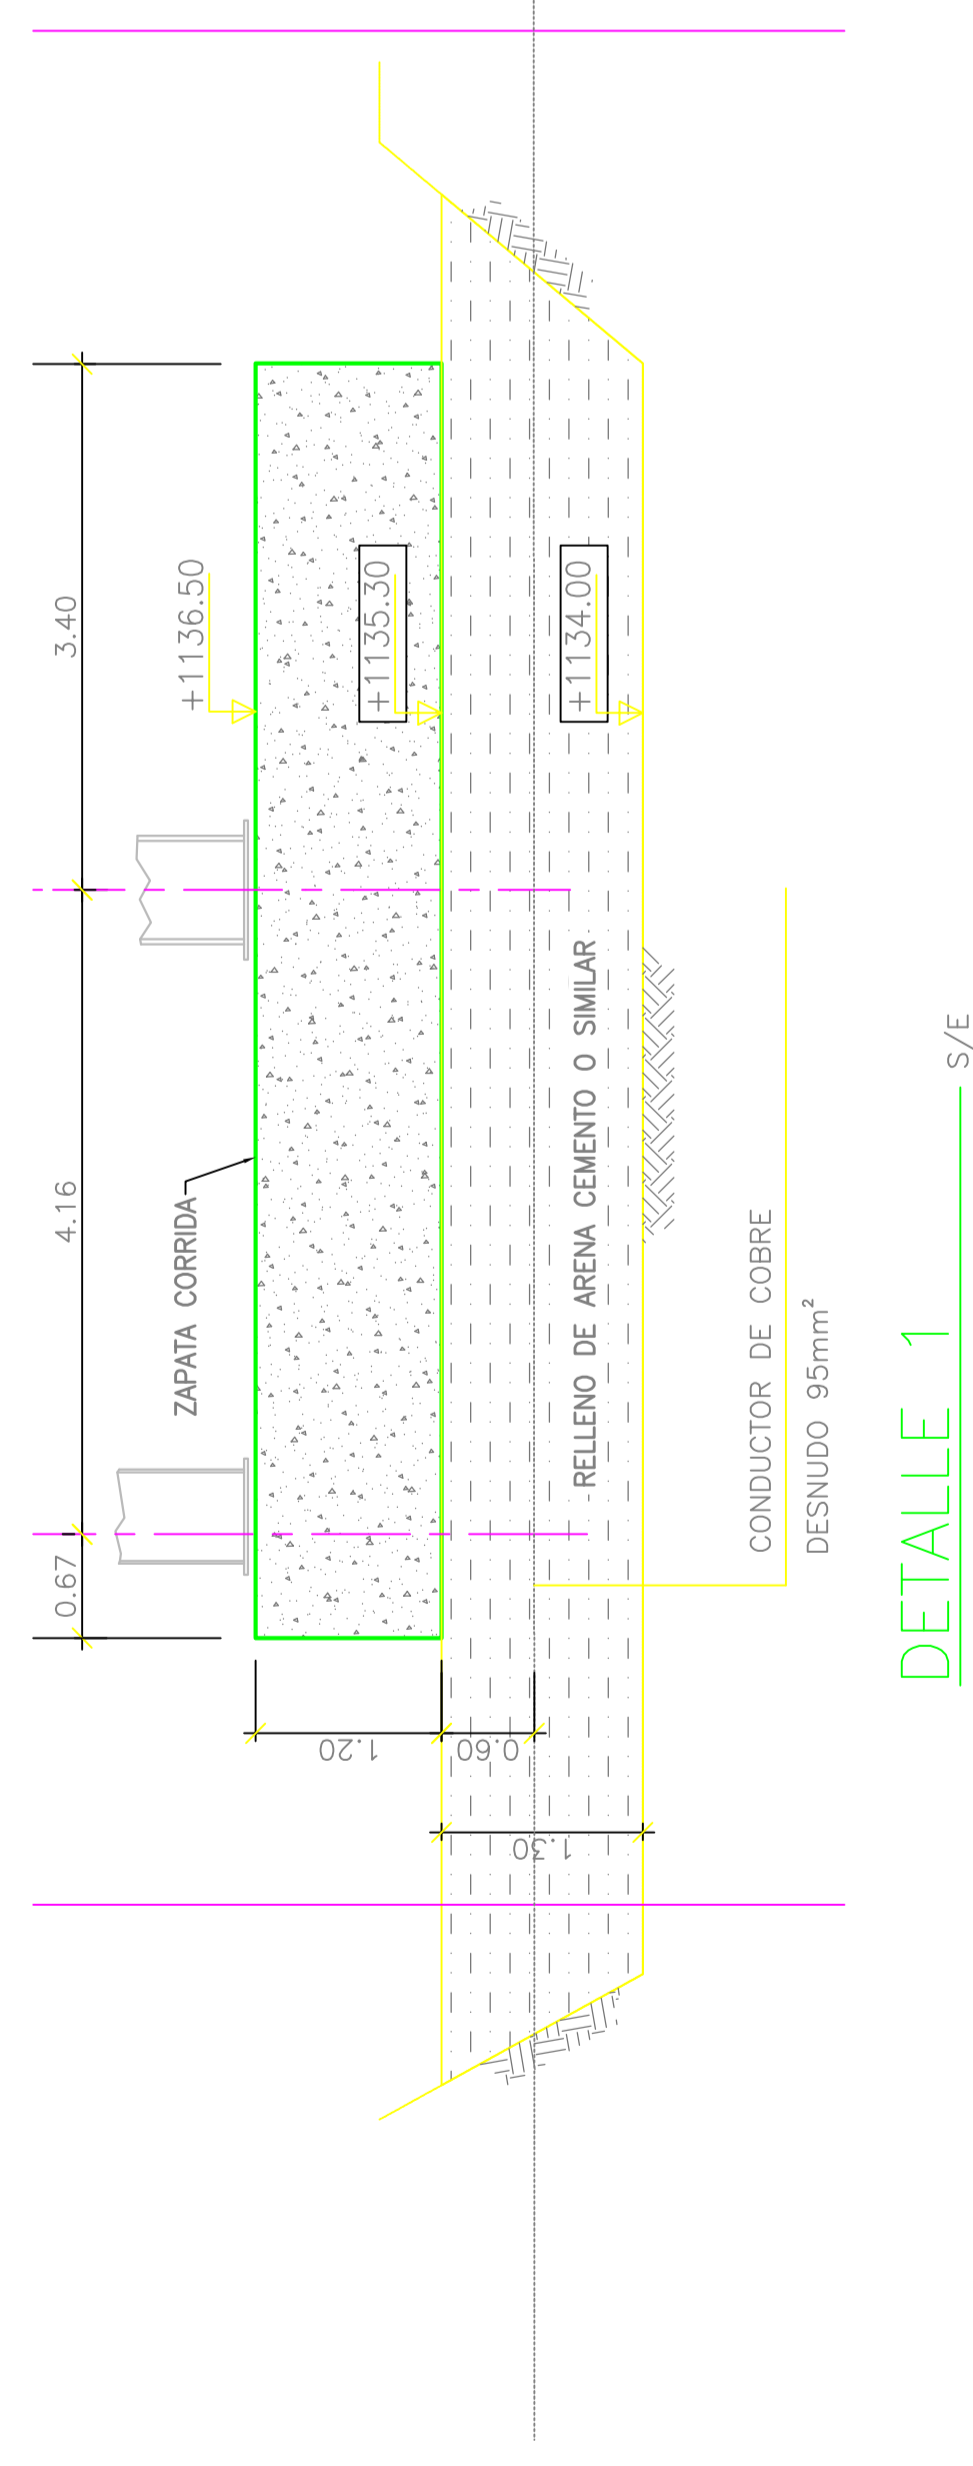 0.67
4.16
3.40
ZAPATA CORRIDA
+1136.50
+1135.30
+1134.00
1.20
0.60
1.30
RELLENO DE ARENA CEMENTO O SIMILAR
CONDUCTOR DE COBRE
DESNUDO 95mm²
DETALLE 1
S/E